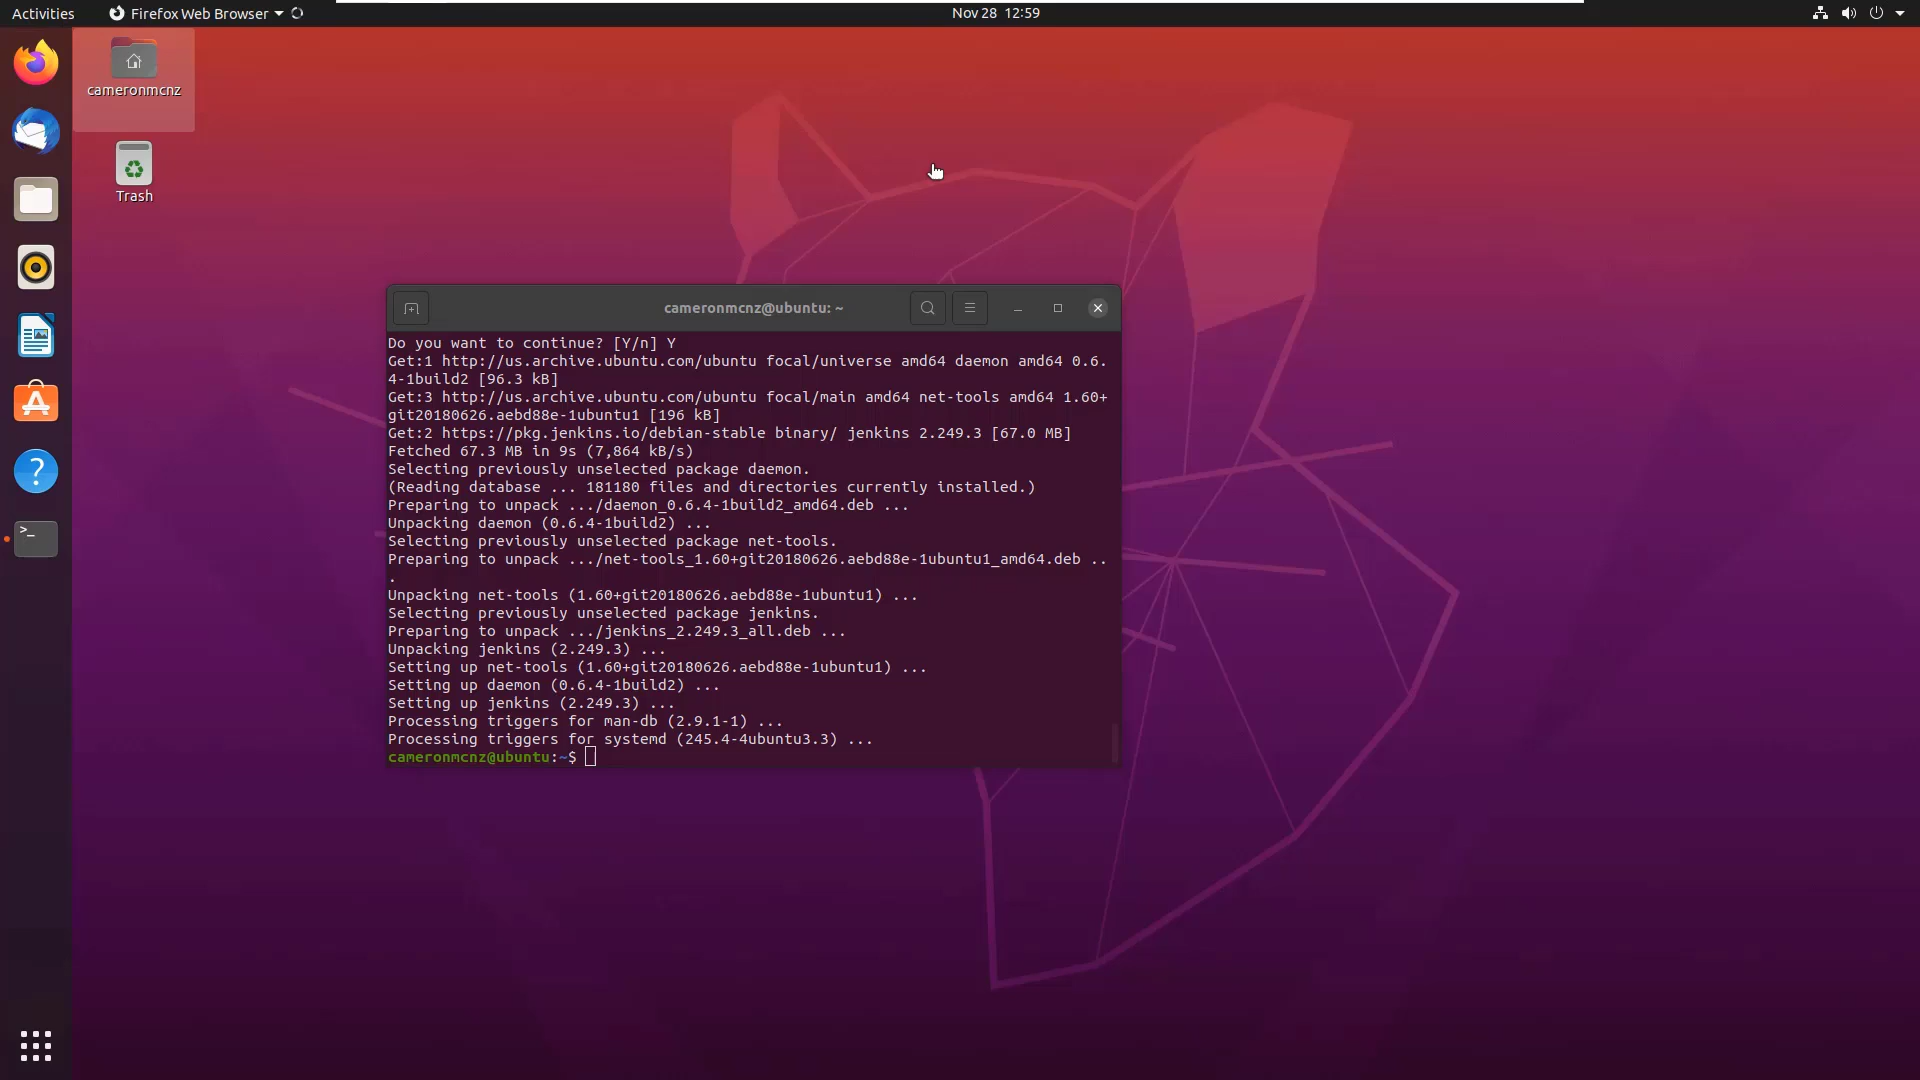 Activities
Firefox Web Browser
Nov 28 12:59
cameronmcnz
Trash
cameronmcnz@ubuntu: ~
Do you want to continue? [Y/n] Y
Get:1 http://us.archive.ubuntu.com/ubuntu focal/universe amd64 daemon amd64 0.6.
4-1build2 [96.3 kB]
Get:3 http://us.archive.ubuntu.com/ubuntu focal/main amd64 net-tools amd64 1.60+
git20180626.aebd88e-1ubuntu1 [196 kB]
Get:2 https://pkg.jenkins.io/debian-stable binary/ jenkins 2.249.3 [67.0 MB]
Fetched 67.3 MB in 9s (7,864 kB/s)
Selecting previously unselected package daemon.
(Reading database ... 181180 files and directories currently installed.)
Preparing to unpack .../daemon_0.6.4-1build2_amd64.deb ...
Unpacking daemon (0.6.4-1build2) ...
Selecting previously unselected package net-tools.
Preparing to unpack .../net-tools_1.60+git20180626.aebd88e-1ubuntu1_amd64.deb ..
.
Unpacking net-tools (1.60+git20180626.aebd88e-1ubuntu1) ...
Selecting previously unselected package jenkins.
Preparing to unpack .../jenkins_2.249.3_all.deb ...
Unpacking jenkins (2.249.3) ...
Setting up net-tools (1.60+git20180626.aebd88e-1ubuntu1) ...
Setting up daemon (0.6.4-1build2) ...
Setting up jenkins (2.249.3) ...
Processing triggers for man-db (2.9.1-1) ...
Processing triggers for systemd (245.4-4ubuntu3.3) ...
cameronmcnz@ubuntu:~$